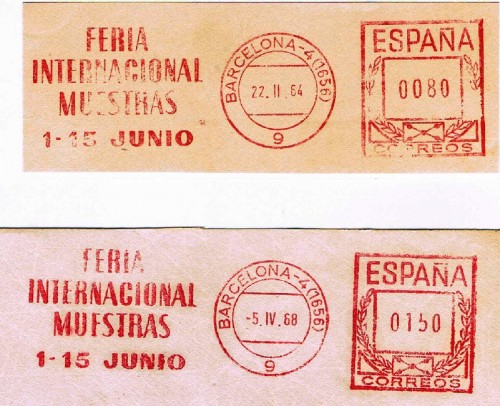 FERIA
INTERNACIONAL
MUESTRAS
1-15 JUNIO
BARCELONA-4(1656)
22. II. 64
9
ESPAÑA
0080
CORREOS
FERIA
INTERNACIONAL
MUESTRAS
1-15 JUNIO
BARCELONA-4(1656)
-5. IV. 68
9
ESPAÑA
0150
CORREOS